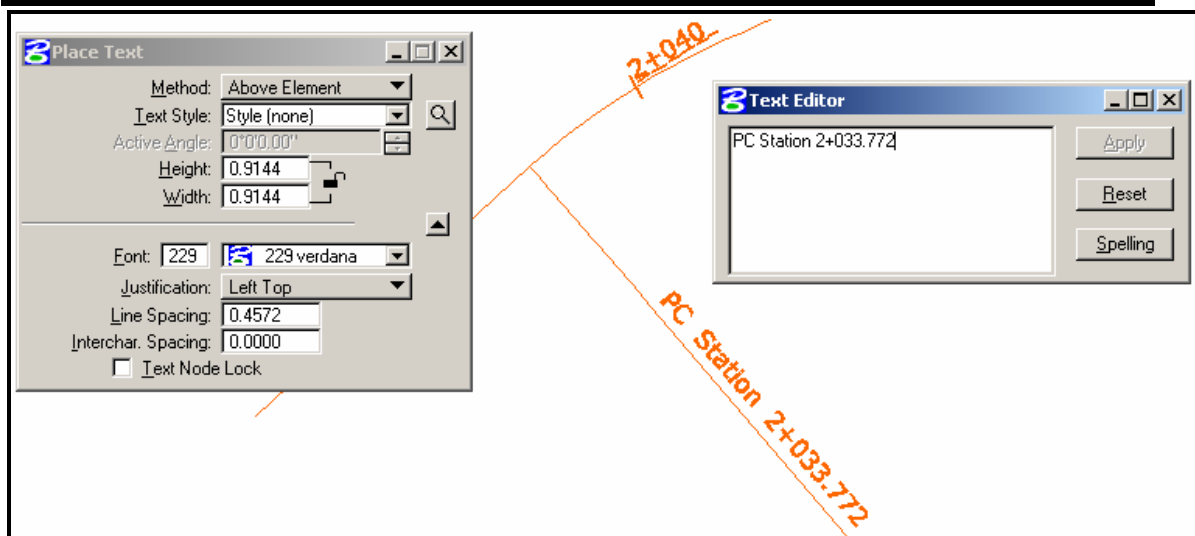 Place Text
Method: Above Element
Text Style: Style (none)
Active Angle: 0°0'0.00"
Height: 0.9144
Width: 0.9144
Font: 229 229 verdana
Justification: Left Top
Line Spacing: 0.4572
Interchar. Spacing: 0.0000
Text Node Lock
2+040
Text Editor
PC Station 2+033.772
Apply
Reset
Spelling
PC Station 2+033.772